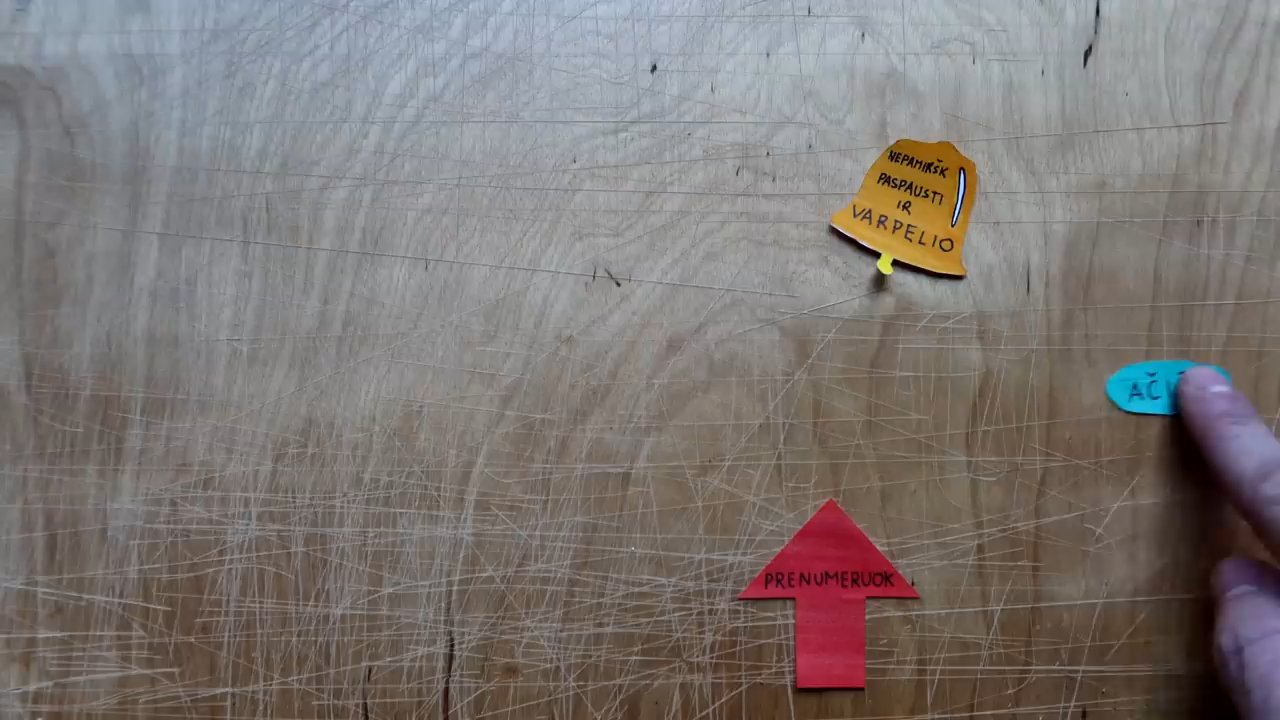 NEPAMIRŠK
PASPAUSTI
IR
VARPELIO
PRENUMERUOK